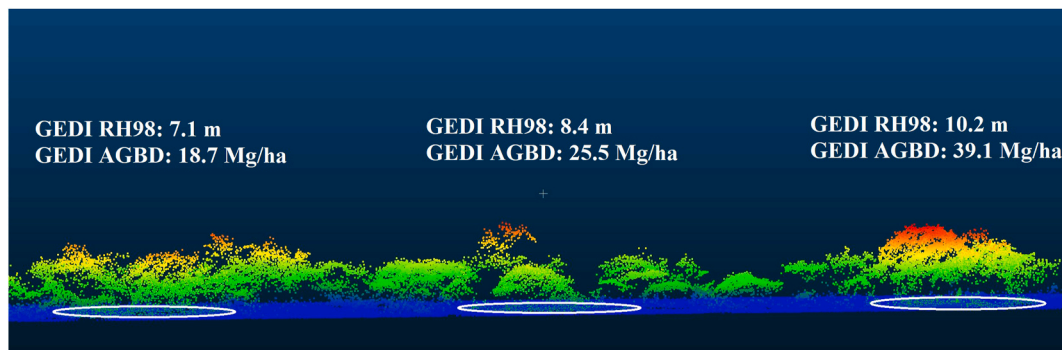 GEDI RH98: 7.1 m
GEDI AGBD: 18.7 Mg/ha
GEDI RH98: 8.4 m
GEDI AGBD: 25.5 Mg/ha
GEDI RH98: 10.2 m
GEDI AGBD: 39.1 Mg/ha